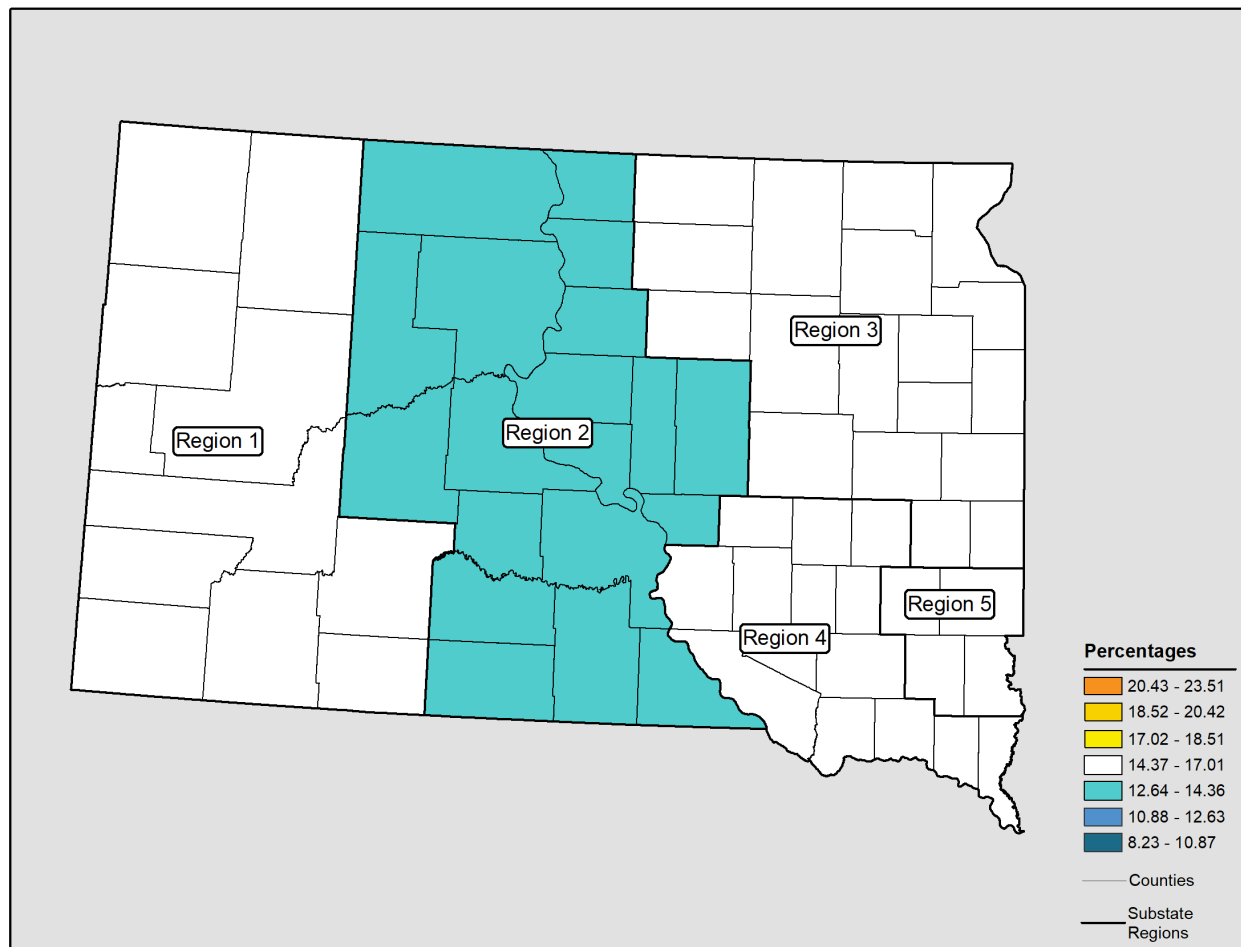 Region 3
Region 1
Region 2
Region 5
Region 4
Percentages
20.43 - 23.51
18.52 - 20.42
17.02 - 18.51
14.37 - 17.01
12.64 - 14.36
10.88 - 12.63
8.23 - 10.87
Counties
Substate
Regions